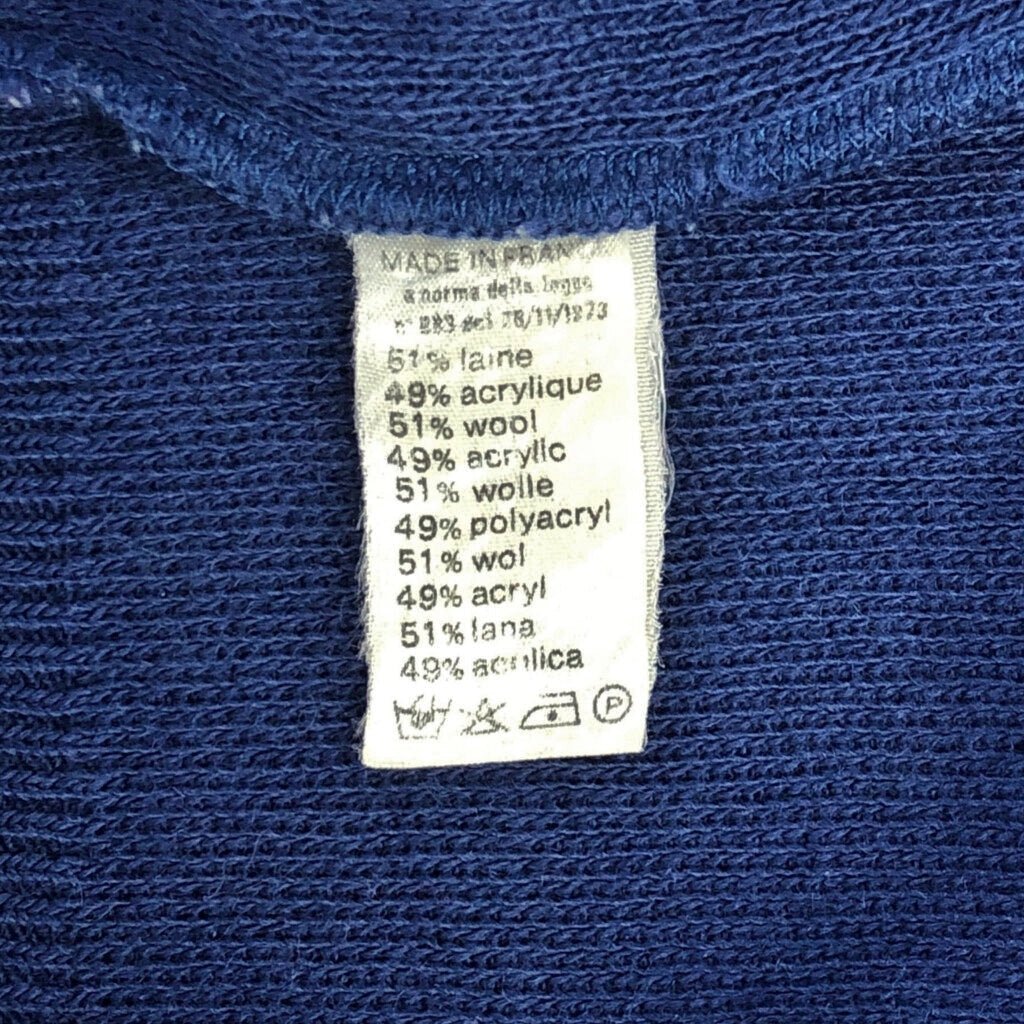 MADE IN FRANCE
a norma della legge
n° 883 del 26/11/1973
51% laine
49% acrylique
51% wool
49% acrylic
51% wolle
49% polyacryl
51% wol
49% acryl
51% lana
49% acrilica
P